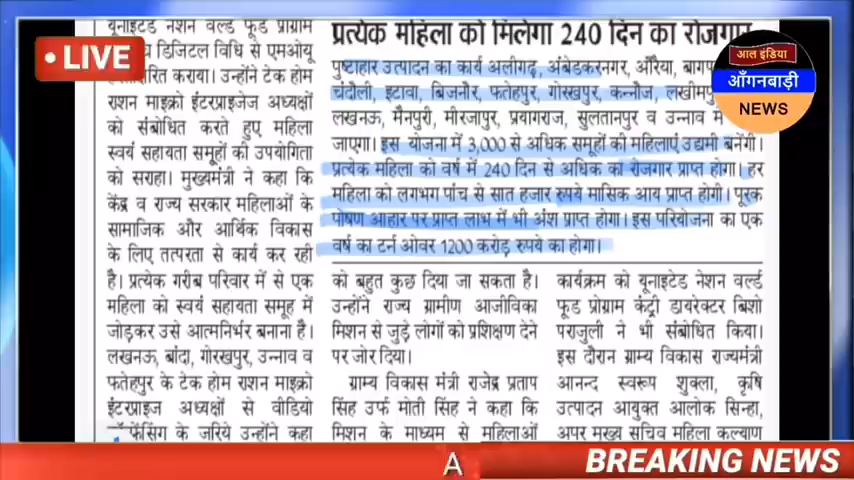 LIVE
यूनाइटेड नेशन वर्ल्ड फूड प्रोग्राम
डिजिटल विधि से एमओयू
कराया। उन्होंने टेक होम
राशन माइक्रो इंटरप्राइजेज अध्यक्षों
को संबोधित करते हुए महिला
स्वयं सहायता समूहों की उपयोगिता
को सराहा। मुख्यमंत्री ने कहा कि
केंद्र व राज्य सरकार महिलाओं के
सामाजिक और आर्थिक विकास
के लिए तत्परता से कार्य कर रही
है। प्रत्येक गरीब परिवार में से एक
महिला को स्वयं सहायता समूह में
जोड़कर उसे आत्मनिर्भर बनाना है।
लखनऊ, बांदा, गोरखपुर, उन्नाव व
फतेहपुर के टेक होम राशन माइक्रो
इंटरप्राइज अध्यक्षों से वीडियो
के जरिये उन्होंने कहा
प्रत्येक महिला को मिलेगा 240 दिन का रोजगार
पुष्टाहार उत्पादन का कार्य अलीगढ़, अंबेडकरनगर, औरैया,
चंदौली, इटावा, बिजनौर, फतेहपुर, गोरखपुर, कन्नौज,
लखनऊ, मैनपुरी, मीरजापुर, प्रयागराज, सुलतानपुर व उन्नाव में
जाएगा। इस योजना में 3,000 से अधिक समूहों की महिलाएं उद्यमी बनेंगी।
प्रत्येक महिला को वर्ष में 240 दिन से अधिक का रोजगार प्राप्त होगा। हर
महिला को लगभग पांच से सात हजार रुपये मासिक आय प्राप्त होगी। पूरक
पोषण आहार पर प्राप्त लाभ में भी अंश प्राप्त होगा। इस परियोजना का एक
वर्ष का टर्न ओवर 1200 करोड़ रुपये का होगा।
को बहुत कुछ दिया जा सकता है।
उन्होंने राज्य ग्रामीण आजीविका
मिशन से जुड़े लोगों को प्रशिक्षण देने
पर जोर दिया।
ग्राम्य विकास मंत्री राजेंद्र प्रताप
सिंह उर्फ मोती सिंह ने कहा कि
मिशन के माध्यम से महिलाओं
कार्यक्रम को यूनाइटेड नेशन वर्ल्ड
फूड प्रोग्राम कंट्री डायरेक्टर बिशो
पराजुली ने भी संबोधित किया।
इस दौरान ग्राम्य विकास राज्यमंत्री
आनन्द स्वरूप शुक्ला, कृषि
उत्पादन आयुक्त आलोक सिन्हा,
अपर मुख्य सचिव महिला कल्याण
आल इंडिया
आँगनबाड़ी
NEWS
A
BREAKING NEWS